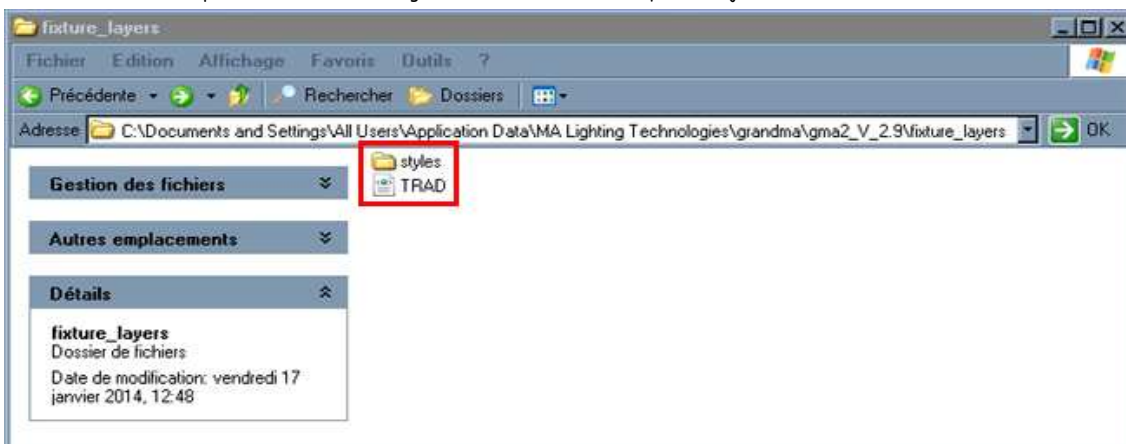 fixture_layers
Fichier Edition Affichage Favoris Outils ?
Précédente Rechercher Dossiers
Adresse C:\Documents and Settings\All Users\Application Data\MA Lighting Technologies\grandma\gma2_V_2.9\fixture_layers OK
styles
TRAD
Gestion des fichiers
Autres emplacements
Détails
fixture_layers
Dossier de fichiers
Date de modification: vendredi 17
janvier 2014, 12:48